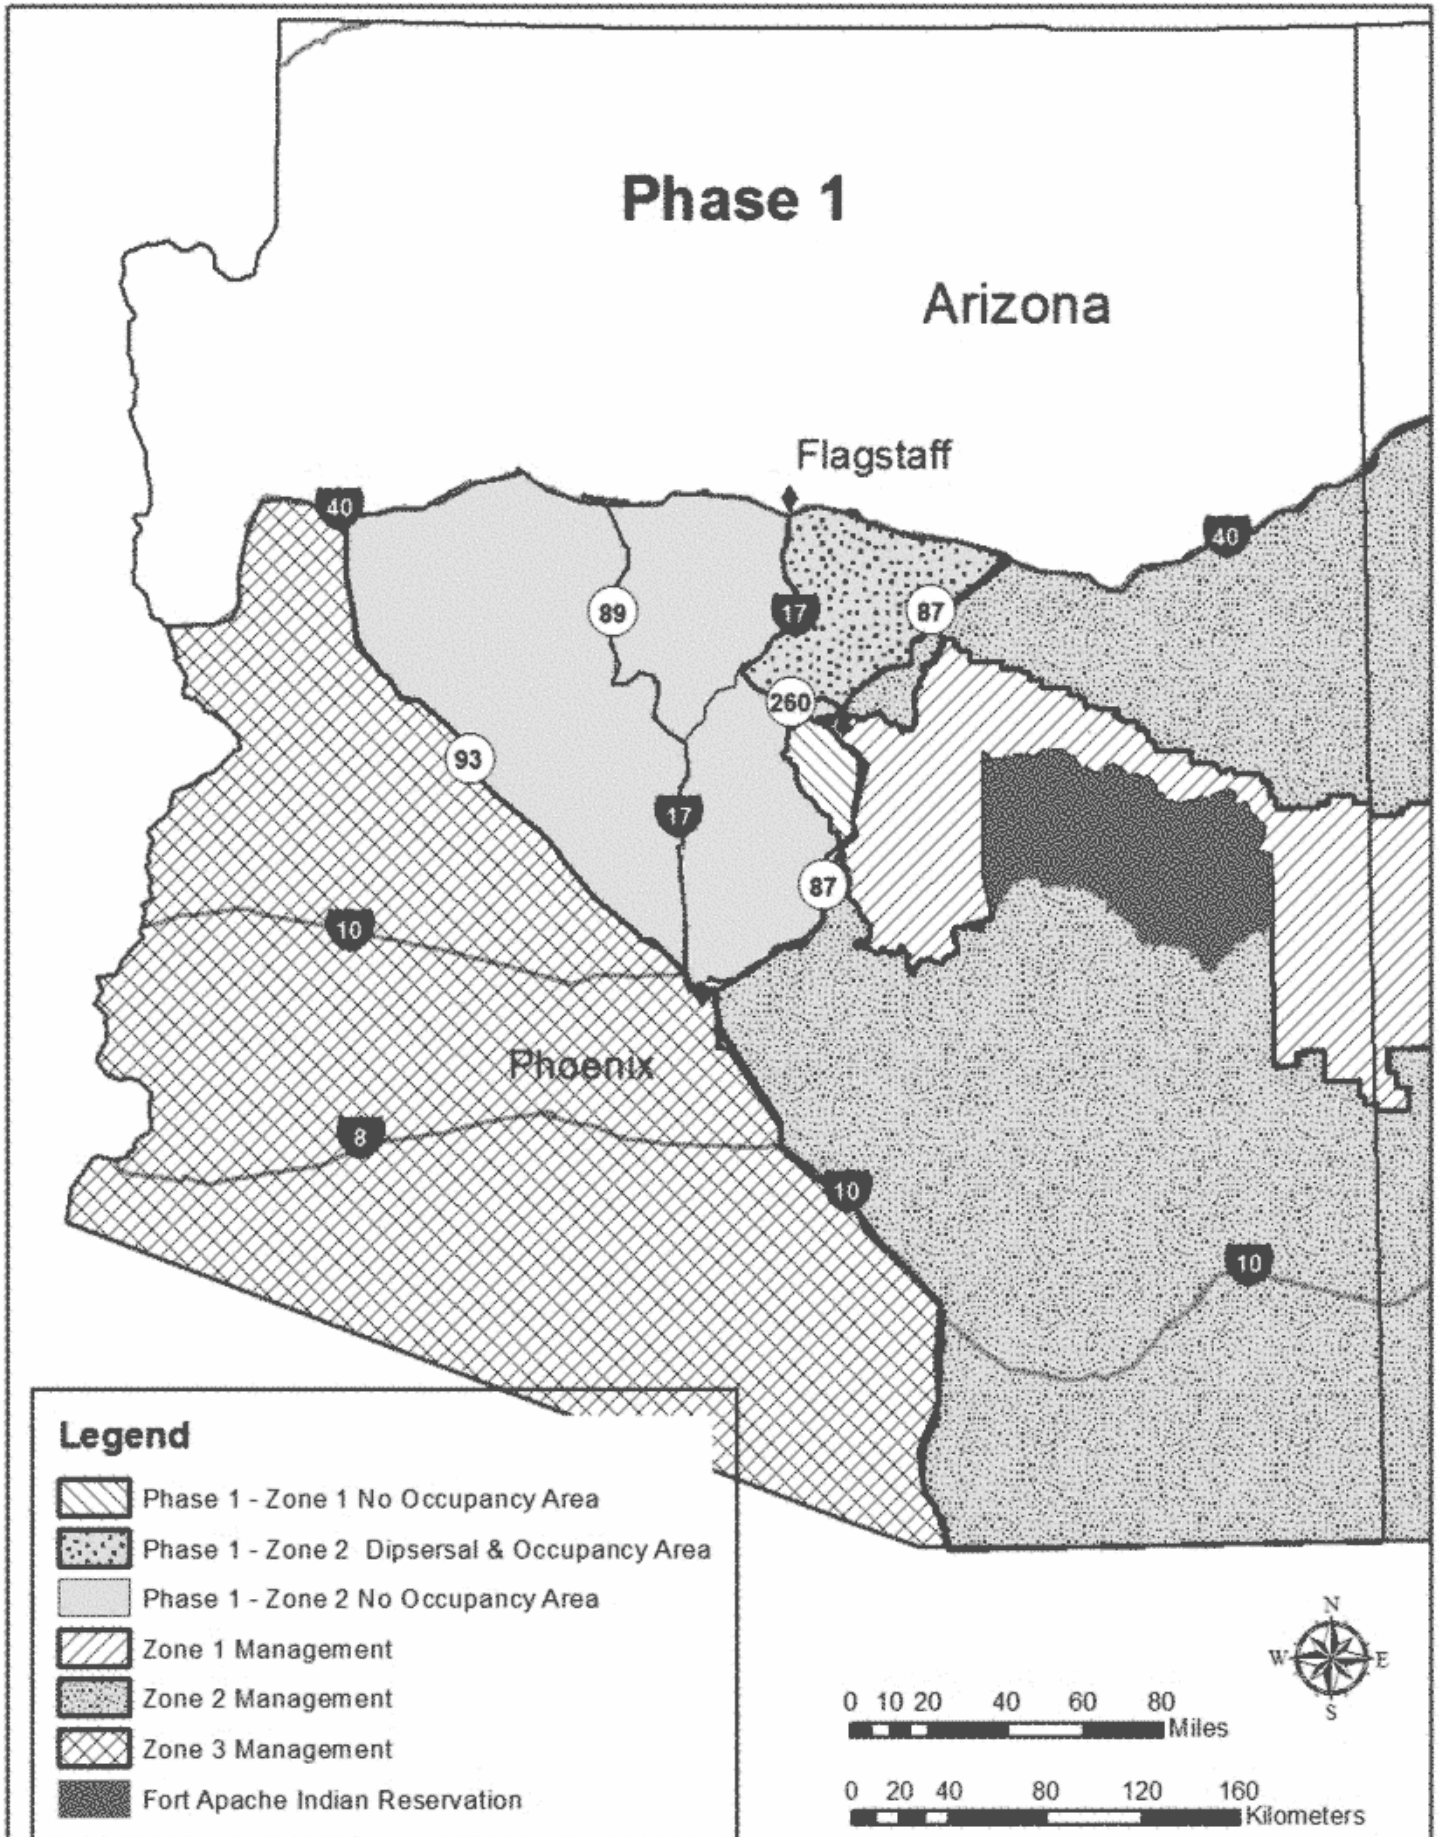 Phase 1
Arizona
Flagstaff
40
40
89
17
87
260
93
17
87
10
Phoenix
8
10
10
Legend
Phase 1 - Zone 1 No Occupancy Area
Phase 1 - Zone 2 Dipsersal & Occupancy Area
Phase 1 - Zone 2 No Occupancy Area
Zone 1 Management
Zone 2 Management
Zone 3 Management
Fort Apache Indian Reservation
N
W E
S
0 10 20 40 60 80
Miles
0 20 40 80 120 160
Kilometers